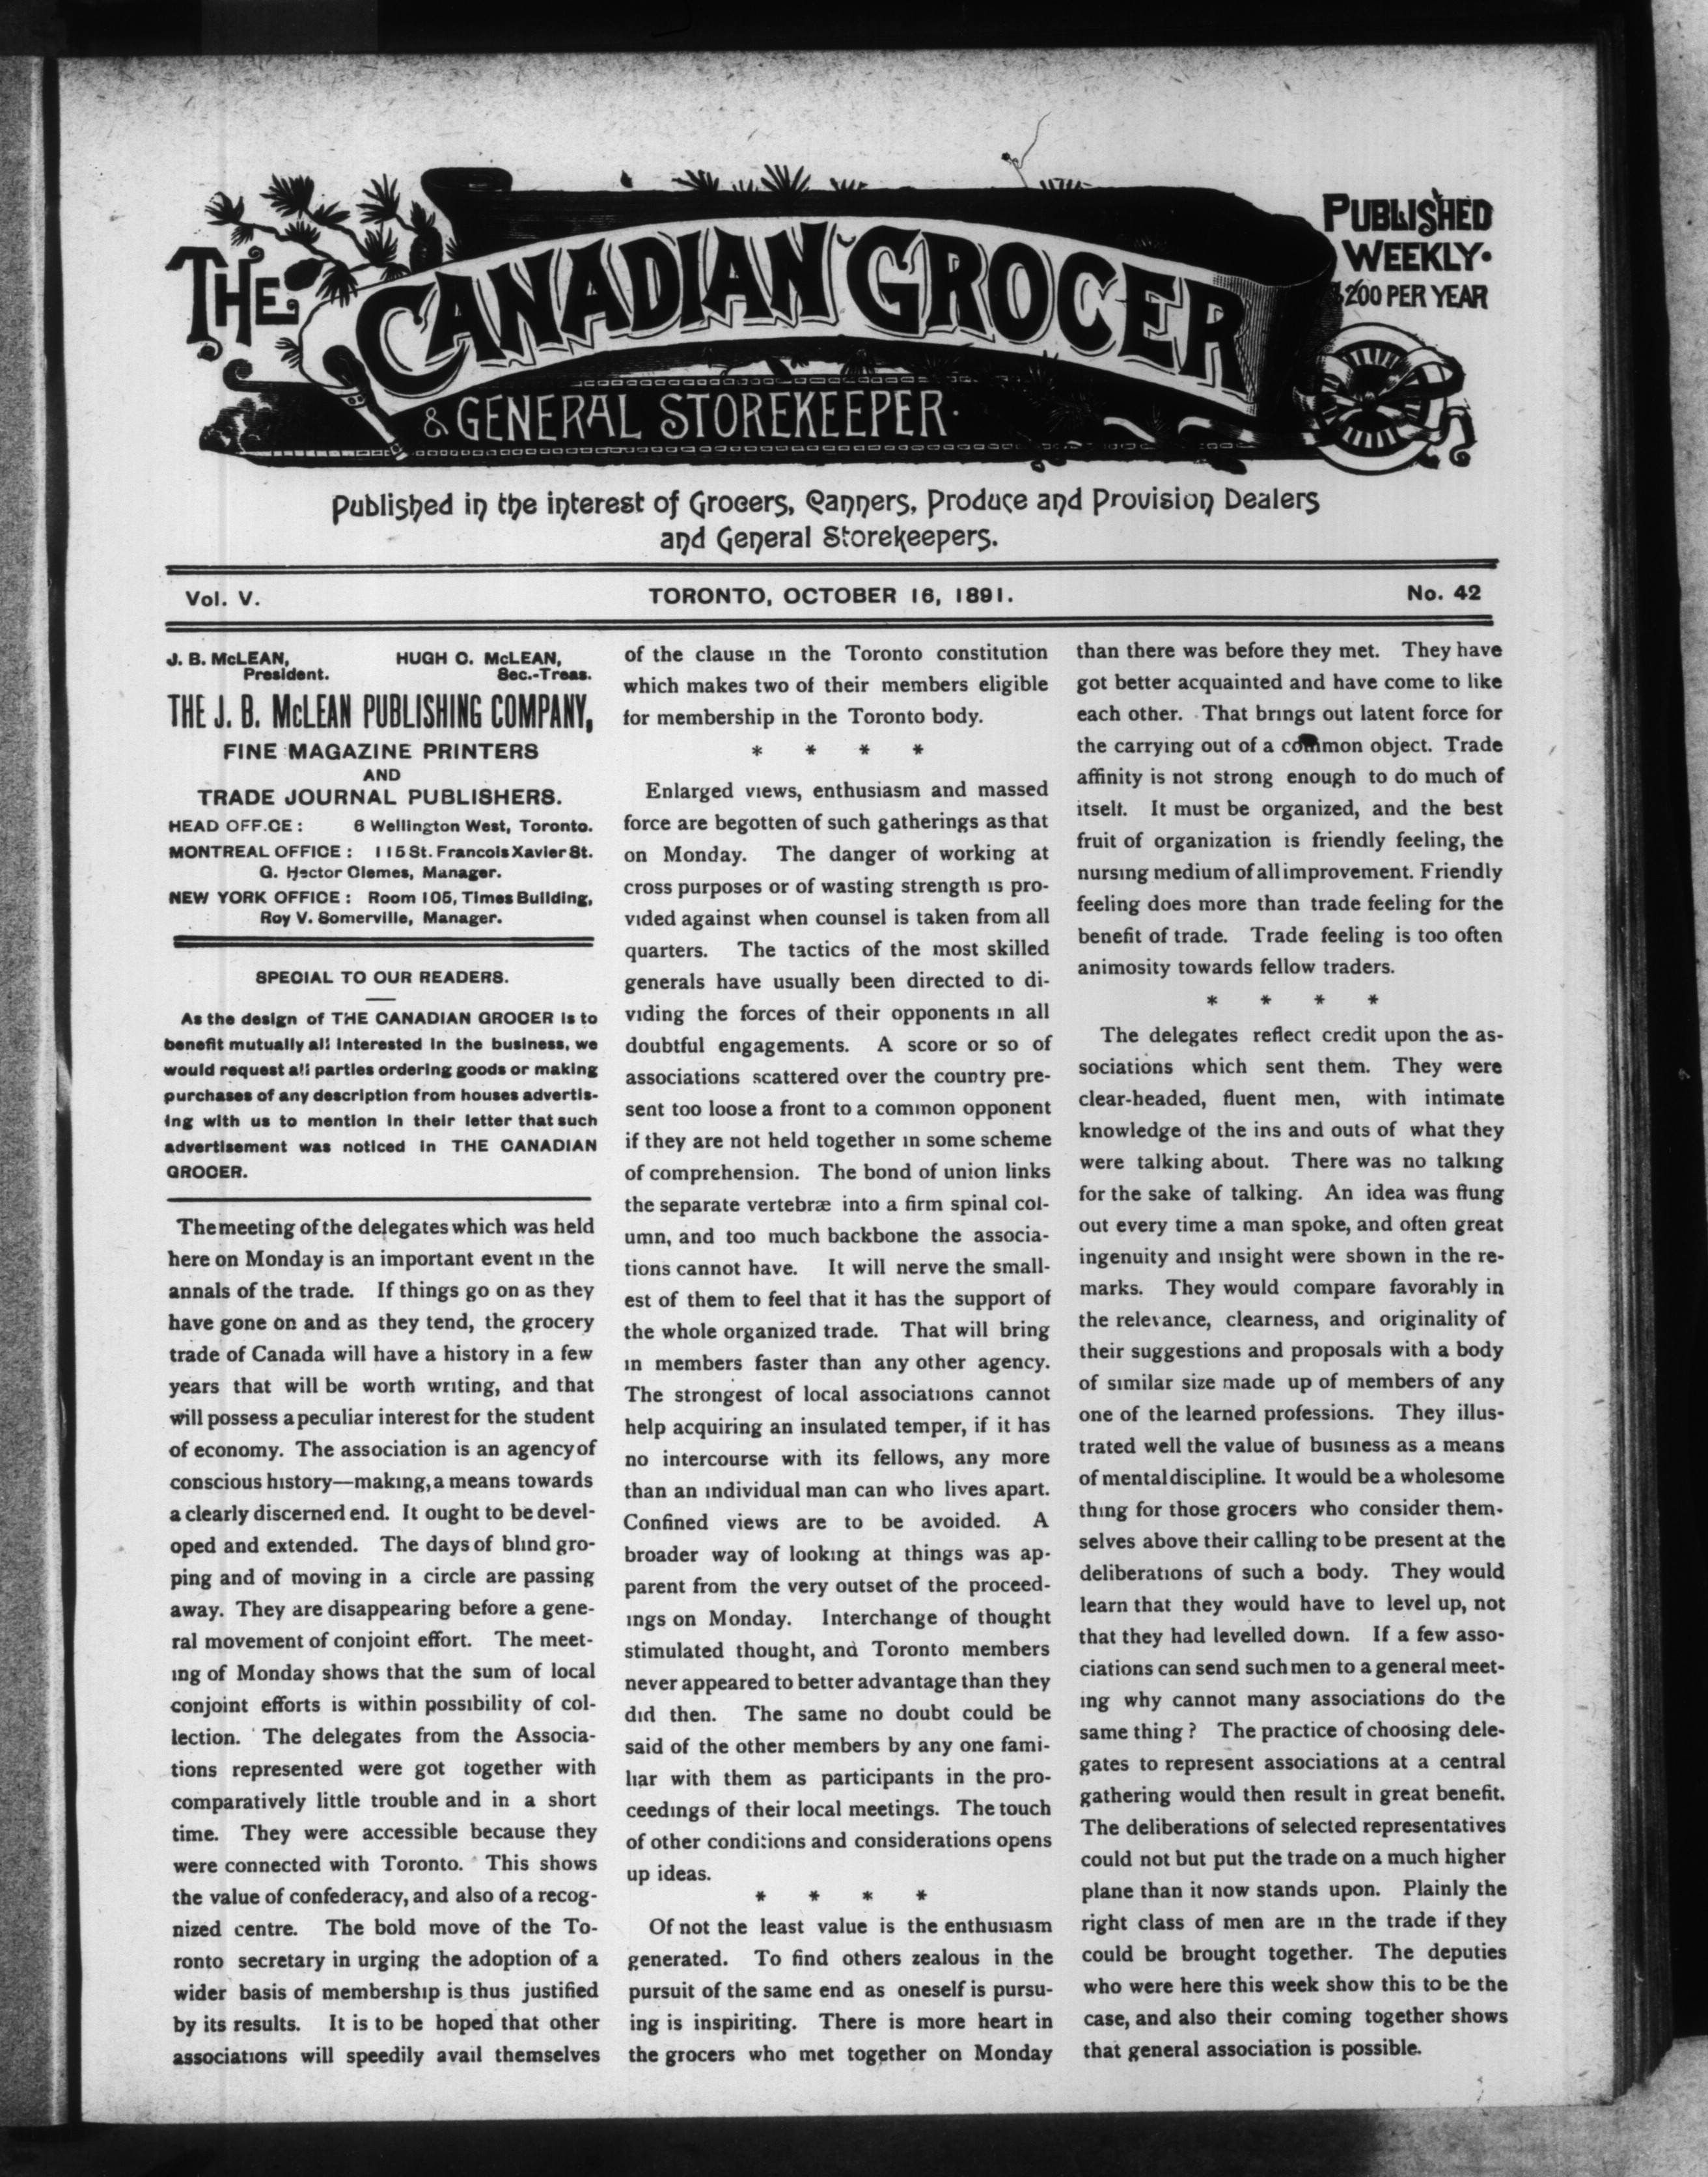 THE CANADIAN GROCER
& GENERAL STOREKEEPER.
PUBLISHED
WEEKLY.
$2.00 PER YEAR
Published in the interest of Grocers, Canners, Produce and Provision Dealers
and General Storekeepers.
Vol. V. TORONTO, OCTOBER 16, 1891. No. 42
J. B. McLEAN, HUGH C. McLEAN,
President. Sec.-Treas.
THE J. B. McLEAN PUBLISHING COMPANY,
FINE MAGAZINE PRINTERS
AND
TRADE JOURNAL PUBLISHERS.
HEAD OFF.CE: 6 Wellington West, Toronto.
MONTREAL OFFICE: 115 St. Francois Xavier St.
G. Hector Clemes, Manager.
NEW YORK OFFICE: Room 105, Times Building,
Roy V. Somerville, Manager.
SPECIAL TO OUR READERS.
As the design of THE CANADIAN GROCER is to
benefit mutually all interested in the business, we
would request all parties ordering goods or making
purchases of any description from houses advertis-
ing with us to mention in their letter that such
advertisement was noticed in THE CANADIAN
GROCER.
The meeting of the delegates which was held
here on Monday is an important event in the
annals of the trade. If things go on as they
have gone on and as they tend, the grocery
trade of Canada will have a history in a few
years that will be worth writing, and that
will possess a peculiar interest for the student
of economy. The association is an agency of
conscious history—making, a means towards
a clearly discerned end. It ought to be devel-
oped and extended. The days of blind gro-
ping and of moving in a circle are passing
away. They are disappearing before a gene-
ral movement of conjoint effort. The meet-
ing of Monday shows that the sum of local
conjoint efforts is within possibility of col-
lection. The delegates from the Associa-
tions represented were got together with
comparatively little trouble and in a short
time. They were accessible because they
were connected with Toronto. This shows
the value of confederacy, and also of a recog-
nized centre. The bold move of the To-
ronto secretary in urging the adoption of a
wider basis of membership is thus justified
by its results. It is to be hoped that other
associations will speedily avail themselves
of the clause in the Toronto constitution
which makes two of their members eligible
for membership in the Toronto body.
* * * *
Enlarged views, enthusiasm and massed
force are begotten of such gatherings as that
on Monday. The danger of working at
cross purposes or of wasting strength is pro-
vided against when counsel is taken from all
quarters. The tactics of the most skilled
generals have usually been directed to di-
viding the forces of their opponents in all
doubtful engagements. A score or so of
associations scattered over the country pre-
sent too loose a front to a common opponent
if they are not held together in some scheme
of comprehension. The bond of union links
the separate vertebræ into a firm spinal col-
umn, and too much backbone the associa-
tions cannot have. It will nerve the small-
est of them to feel that it has the support of
the whole organized trade. That will bring
in members faster than any other agency.
The strongest of local associations cannot
help acquiring an insulated temper, if it has
no intercourse with its fellows, any more
than an individual man can who lives apart.
Confined views are to be avoided. A
broader way of looking at things was ap-
parent from the very outset of the proceed-
ings on Monday. Interchange of thought
stimulated thought, and Toronto members
never appeared to better advantage than they
did then. The same no doubt could be
said of the other members by any one fami-
liar with them as participants in the pro-
ceedings of their local meetings. The touch
of other conditions and considerations opens
up ideas.
* * * *
Of not the least value is the enthusiasm
generated. To find others zealous in the
pursuit of the same end as oneself is pursu-
ing is inspiriting. There is more heart in
the grocers who met together on Monday
than there was before they met. They have
got better acquainted and have come to like
each other. That brings out latent force for
the carrying out of a common object. Trade
affinity is not strong enough to do much of
itselt. It must be organized, and the best
fruit of organization is friendly feeling, the
nursing medium of all improvement. Friendly
feeling does more than trade feeling for the
benefit of trade. Trade feeling is too often
animosity towards fellow traders.
* * * *
The delegates reflect credit upon the as-
sociations which sent them. They were
clear-headed, fluent men, with intimate
knowledge of the ins and outs of what they
were talking about. There was no talking
for the sake of talking. An idea was flung
out every time a man spoke, and often great
ingenuity and insight were shown in the re-
marks. They would compare favorably in
the relevance, clearness, and originality of
their suggestions and proposals with a body
of similar size made up of members of any
one of the learned professions. They illus-
trated well the value of business as a means
of mental discipline. It would be a wholesome
thing for those grocers who consider them-
selves above their calling to be present at the
deliberations of such a body. They would
learn that they would have to level up, not
that they had levelled down. If a few asso-
ciations can send such men to a general meet-
ing why cannot many associations do the
same thing? The practice of choosing dele-
gates to represent associations at a central
gathering would then result in great benefit.
The deliberations of selected representatives
could not but put the trade on a much higher
plane than it now stands upon. Plainly the
right class of men are in the trade if they
could be brought together. The deputies
who were here this week show this to be the
case, and also their coming together shows
that general association is possible.